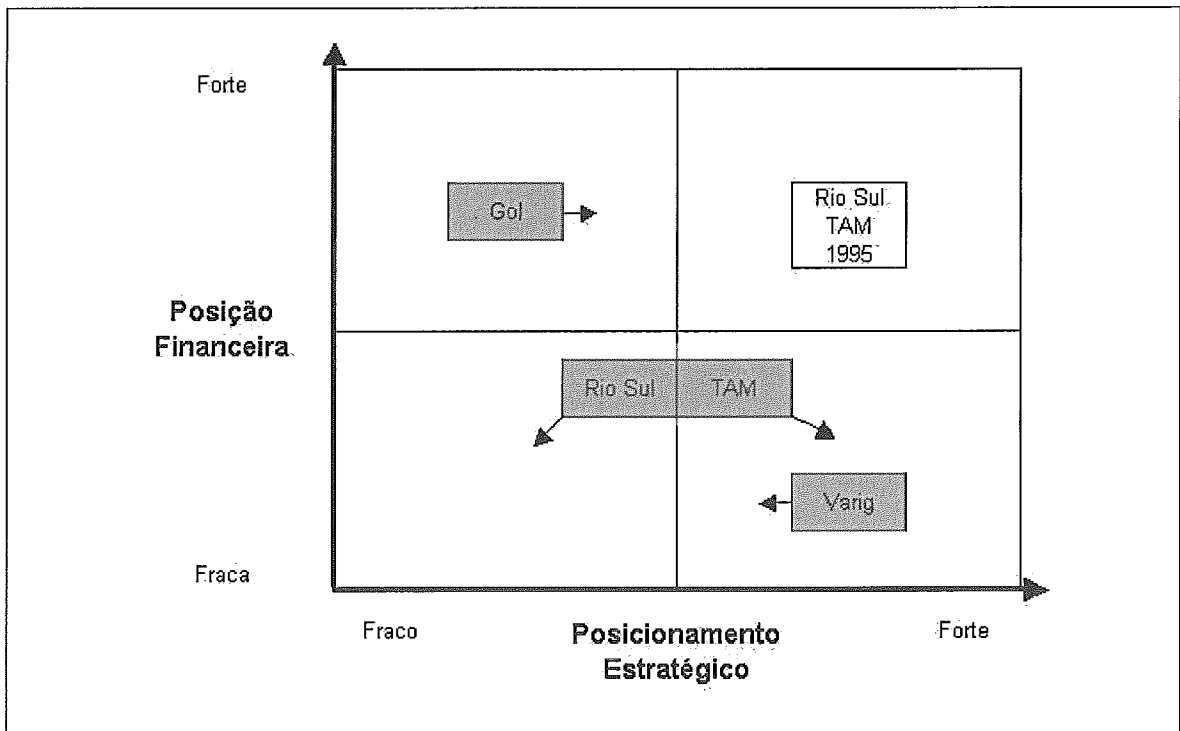 Forte
Gol
Rio Sul
TAM
1995
Posição
Financeira
Rio Sul
TAM
Varig
Fraca
Fraco
Posicionamento
Estratégico
Forte